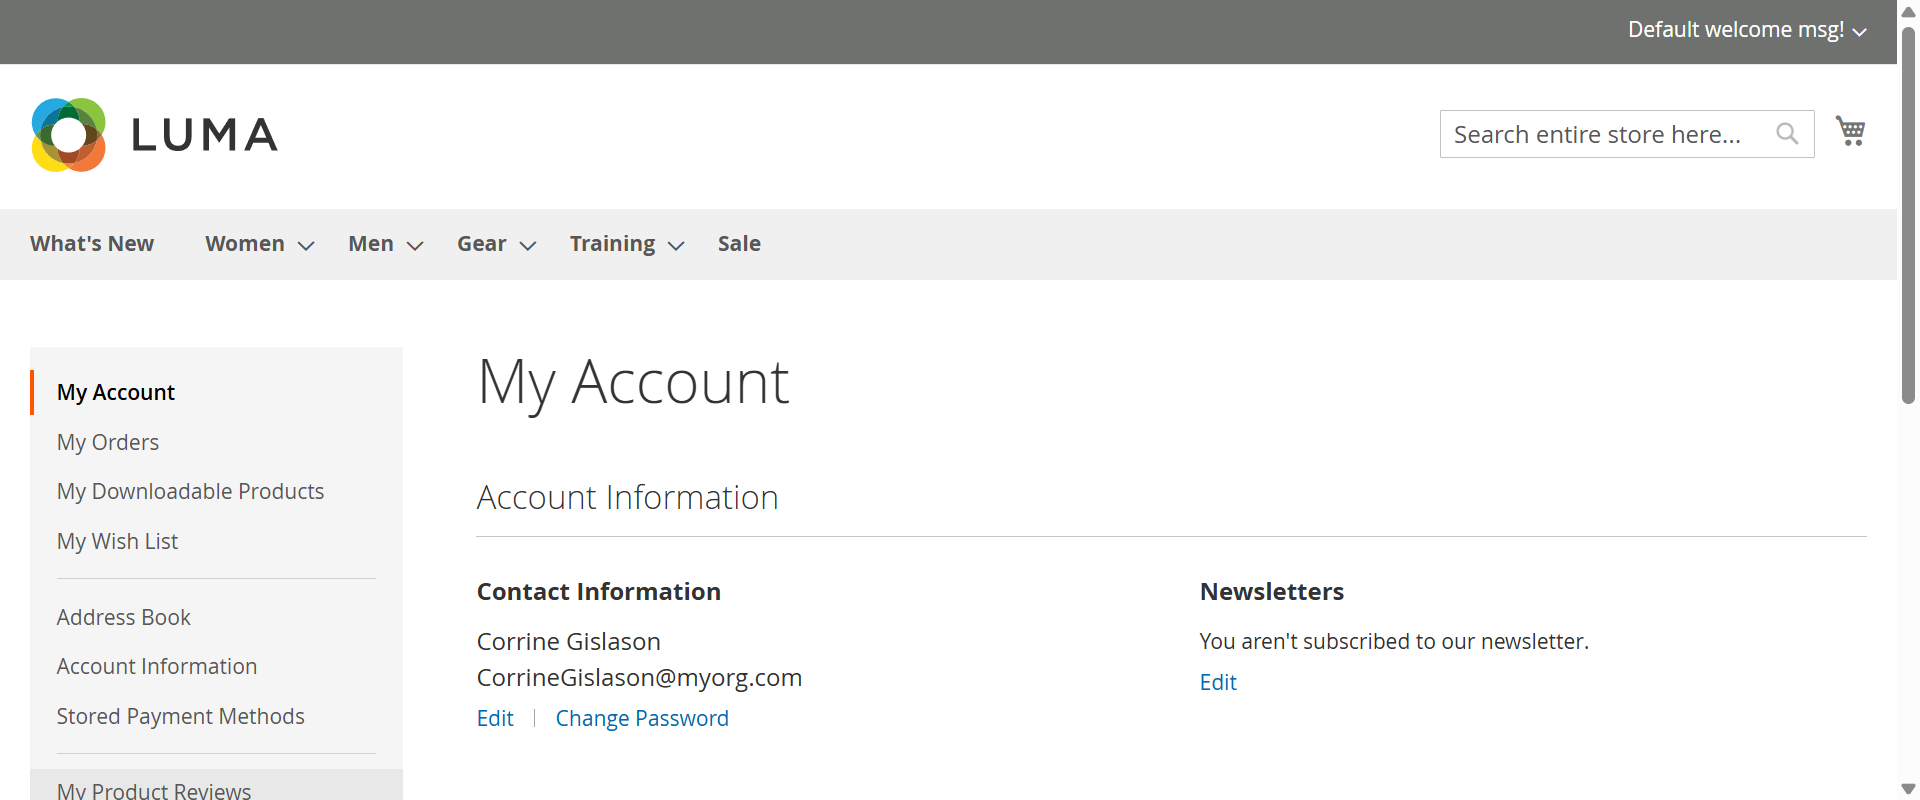 Default welcome msg!
LUMA
Search entire store here...
What's New Women Men Gear Training Sale
My Account
My Orders
My Downloadable Products
My Wish List
Address Book
Account Information
Stored Payment Methods
My Product Reviews
My Account
Account Information
Contact Information
Corrine Gislason
CorrineGislason@myorg.com
Edit Change Password
Newsletters
You aren't subscribed to our newsletter.
Edit